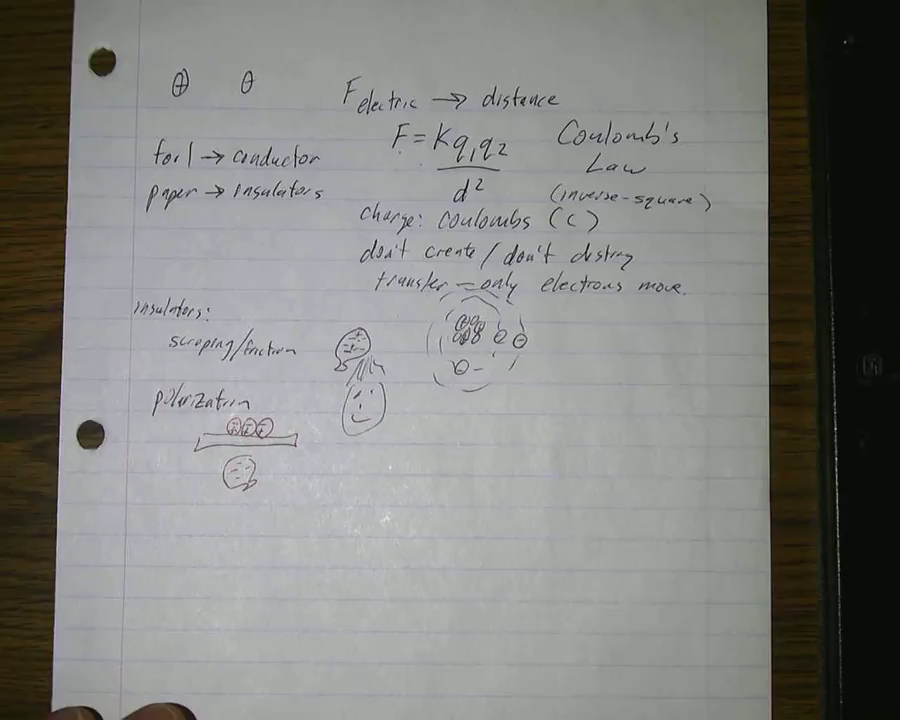 ⊕ ⊖
F electric → distance
F = K q₁q₂ / d²
Coulomb's
Law
(inverse-square)
foil → conductor
paper → insulators
charge: coulombs (C)
don't create / don't destroy
transfer - only electrons move.
insulators:
scraping/friction
polarization